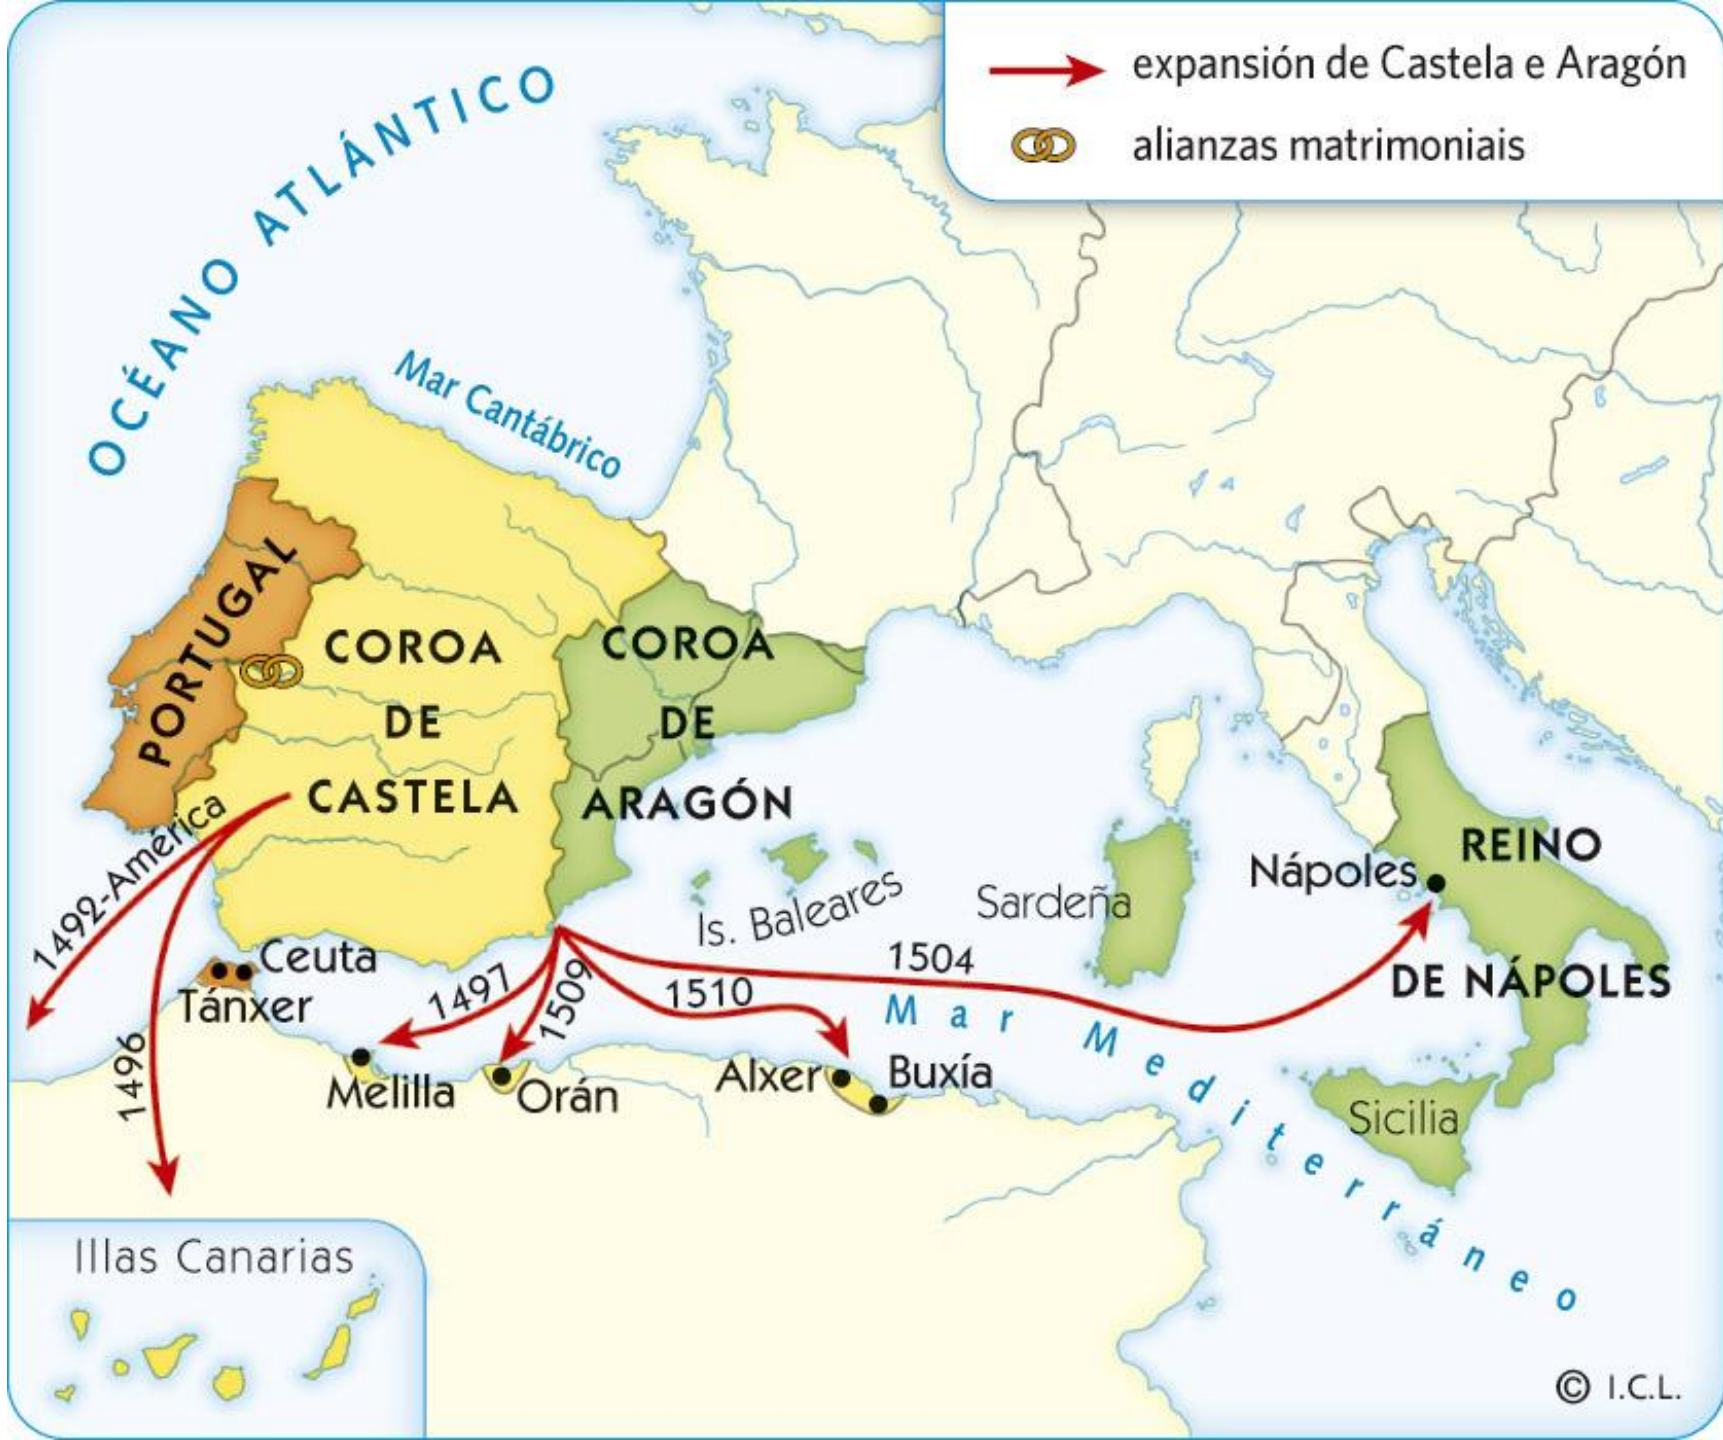 expansión de Castela e Aragón
alianzas matrimoniais
OCÉANO ATLÁNTICO
Mar Cantábrico
PORTUGAL
COROA
DE
CASTELA
COROA
DE
ARAGÓN
1492-América
1496
Ceuta
Tánxer
1497
1509
1510
1504
Melilla
Orán
Alxer
Buxía
Is. Baleares
Sardeña
Nápoles
REINO
DE NÁPOLES
Sicilia
Mar Mediterráneo
Illas Canarias
© I.C.L.